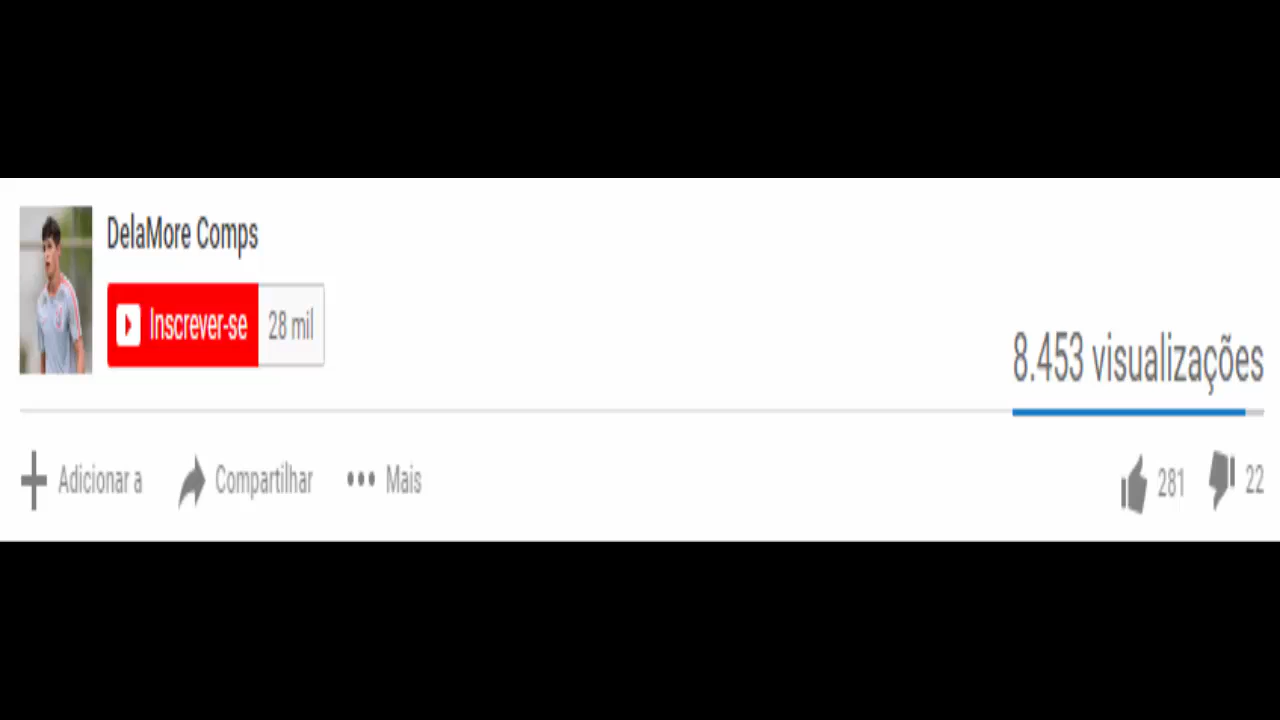 DelaMore Comps
Inscrever-se 28 mil
8.453 visualizações
Adicionar a Compartilhar Mais 281 22